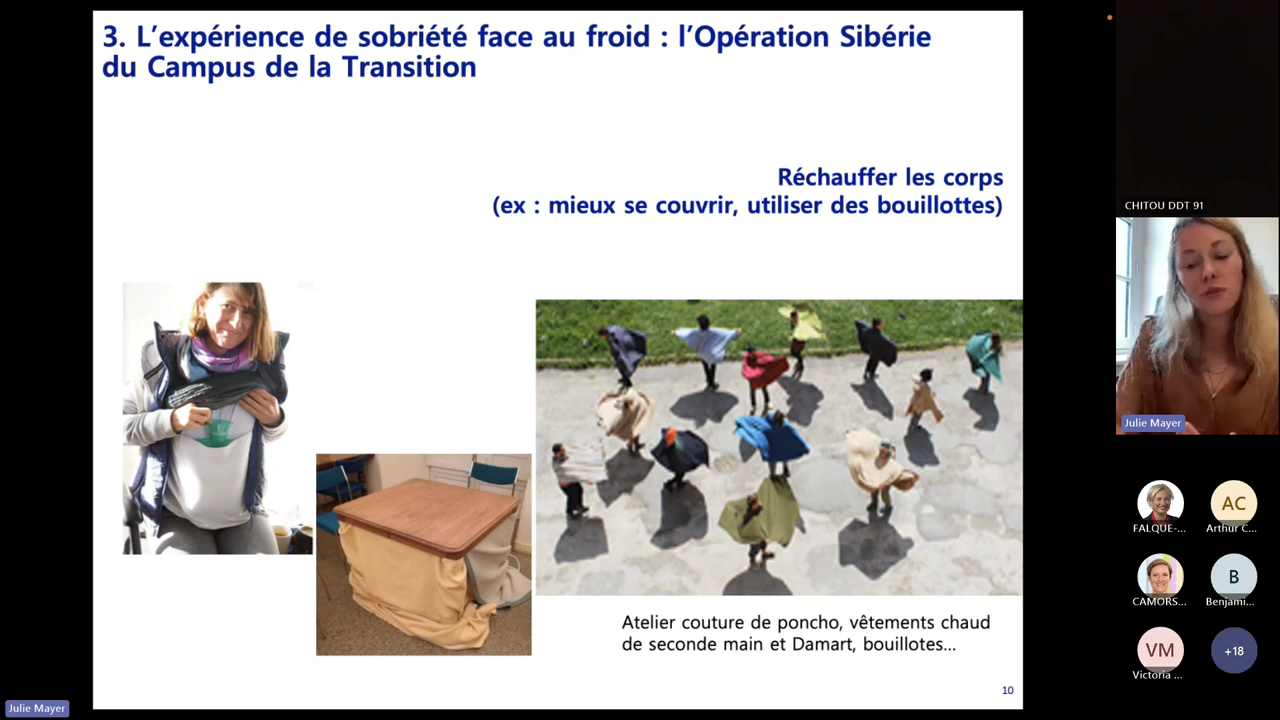 3. L’expérience de sobriété face au froid : l’Opération Sibérie
du Campus de la Transition
Réchauffer les corps
(ex : mieux se couvrir, utiliser des bouillottes)
Atelier couture de poncho, vêtements chaud
de seconde main et Damart, bouillotes...
10
CHITOU DDT 91
Julie Mayer
FALQUE-...
AC
Arthur C...
CAMORS...
B
Benjami...
VM
Victoria ...
+18
Julie Mayer